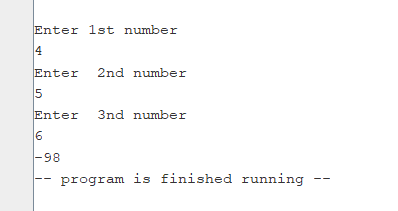 Enter 1st number
4
Enter  2nd number
5
Enter  3nd number
6
-98
-- program is finished running --